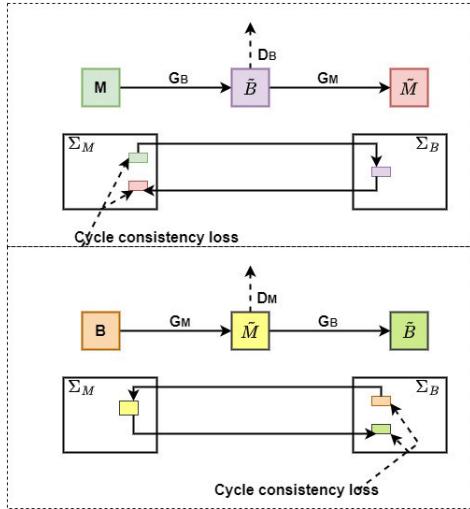 D_B
M G_B B̃ G_M M̃
Σ_M Σ_B
Cycle consistency loss
D_M
B G_M M̃ G_B B̃
Σ_M Σ_B
Cycle consistency loss